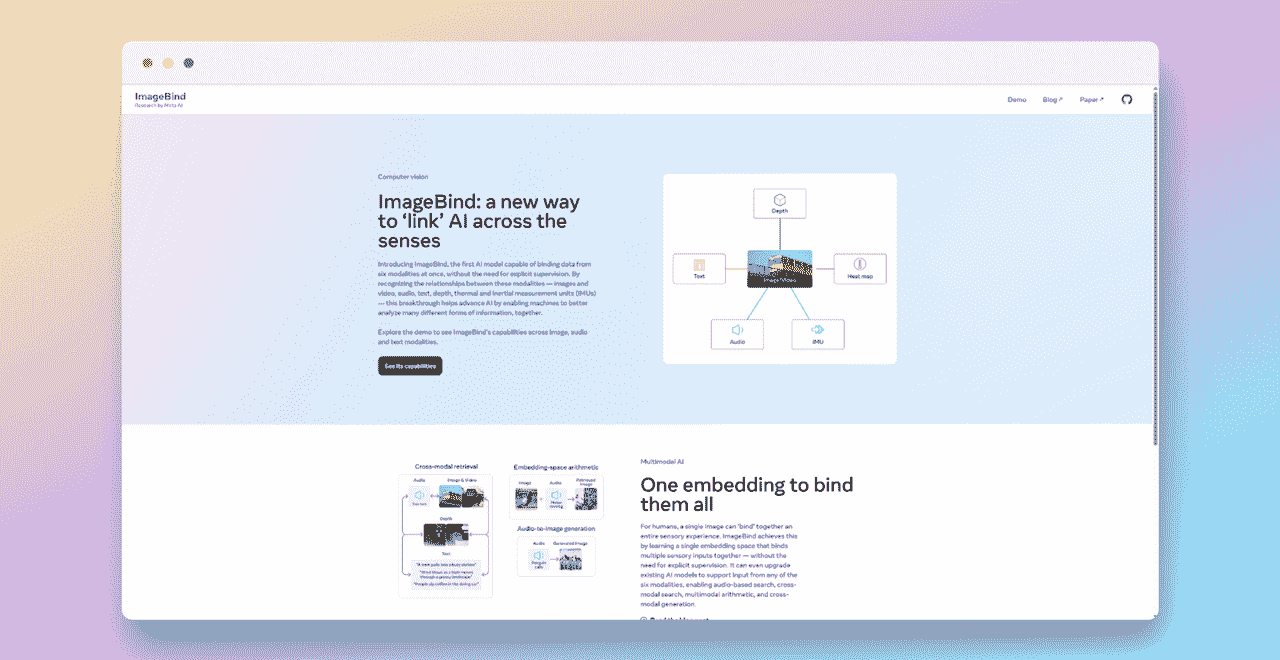 ImageBind
Research by Meta AI
Demo
Blog↗
Paper↗
Computer vision
ImageBind: a new way
to ‘link’ AI across the
senses
Introducing ImageBind, the first AI model capable of binding data from
six modalities at once, without the need for explicit supervision. By
recognizing the relationships between these modalities — images and
video, audio, text, depth, thermal and inertial measurement units (IMUs)
— this breakthrough helps advance AI by enabling machines to better
analyze many different forms of information, together.
Explore the demo to see ImageBind's capabilities across image, audio
and text modalities.
See its capabilities
Depth
Text
Image/Video
Heat map
Audio
IMU
Cross-modal retrieval
Audio
Image & Video
Depth
Text
Embedding-space arithmetic
Image
Audio
Retrieved
Image
Audio-to-image generation
Audio
Generated Image
Multimodal AI
One embedding to bind
them all
For humans, a single image can ‘bind’ together an
entire sensory experience. ImageBind achieves this
by learning a single embedding space that binds
multiple sensory inputs together — without the
need for explicit supervision. It can even upgrade
existing AI models to support input from any of the
six modalities, enabling audio-based search, cross-
modal search, multimodal arithmetic, and cross-
modal generation.